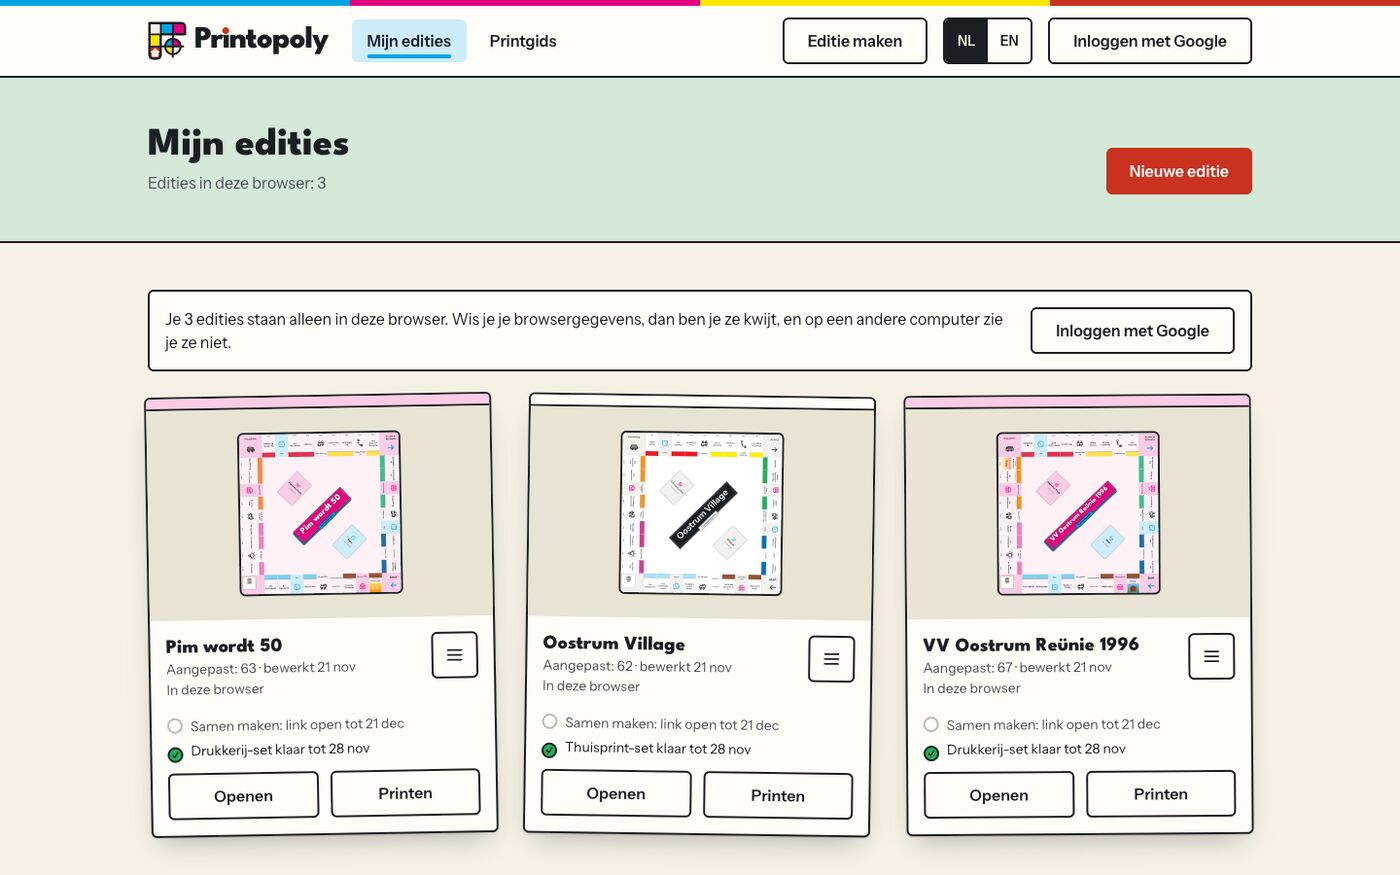 Printopoly
Mijn edities
Printgids
Editie maken
NL
EN
Inloggen met Google
Mijn edities
Edities in deze browser: 3
Nieuwe editie
Je 3 edities staan alleen in deze browser. Wis je je browsergegevens, dan ben je ze kwijt, en op een andere computer zie
je ze niet.
Inloggen met Google
Pim wordt 50
Pim wordt 50
Aangepast: 63 · bewerkt 21 nov
In deze browser
Samen maken: link open tot 21 dec
Drukkerij-set klaar tot 28 nov
Openen
Printen
Oostrum Village
Oostrum Village
Aangepast: 62 · bewerkt 21 nov
In deze browser
Samen maken: link open tot 21 dec
Thuisprint-set klaar tot 28 nov
Openen
Printen
VV Oostrum Reünie 1996
VV Oostrum Reünie 1996
Aangepast: 67 · bewerkt 21 nov
In deze browser
Samen maken: link open tot 21 dec
Drukkerij-set klaar tot 28 nov
Openen
Printen